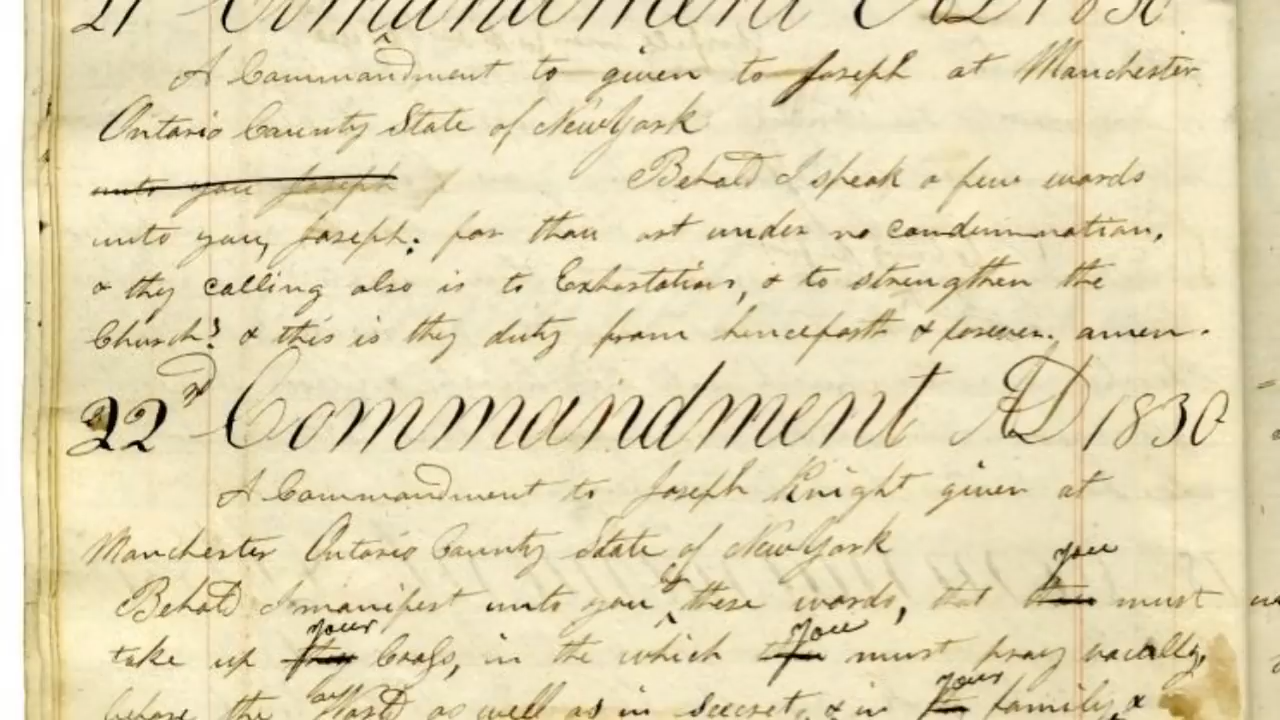 21 Commandment AD 1830
A Commandment to given to Joseph at Manchester
Ontario County State of New York
unto you Joseph Behold I speak a few words
unto you, Joseph; for thou art under no condemnation,
& thy calling also is to Exhortation, & to strengthen the
Church? & this is thy duty from henceforth & forever. amen.
22nd Commandment AD 1830
A Commandment to Joseph Knight given at
Manchester Ontario County State of New York
you
Behold I manifest unto you by these words, that thou must
your you
take up thy Cross, in the which thou must pray vocally,
your
before the World as well as in seecret, & in thy family, &